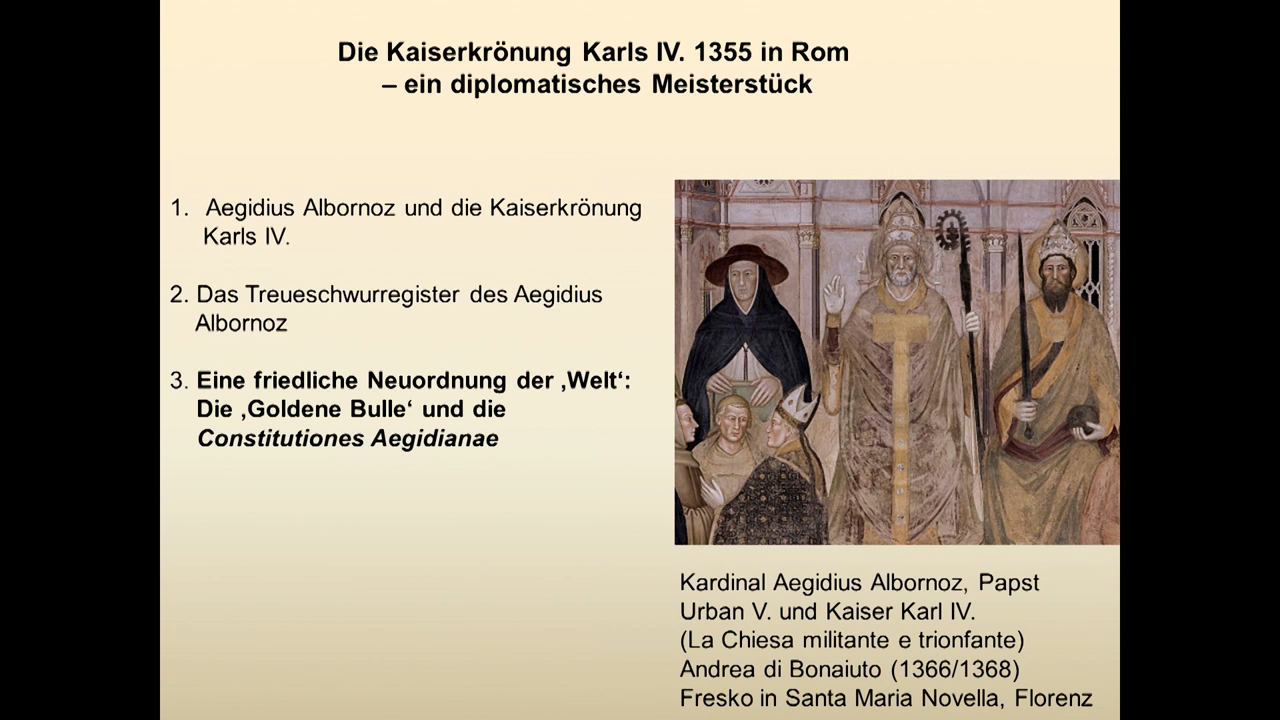 Die Kaiserkrönung Karls IV. 1355 in Rom
– ein diplomatisches Meisterstück
1. Aegidius Albornoz und die Kaiserkrönung
Karls IV.
2. Das Treueschwurregister des Aegidius
Albornoz
3. Eine friedliche Neuordnung der ‚Welt‘:
Die ‚Goldene Bulle‘ und die
Constitutiones Aegidianae
Kardinal Aegidius Albornoz, Papst
Urban V. und Kaiser Karl IV.
(La Chiesa militante e trionfante)
Andrea di Bonaiuto (1366/1368)
Fresko in Santa Maria Novella, Florenz